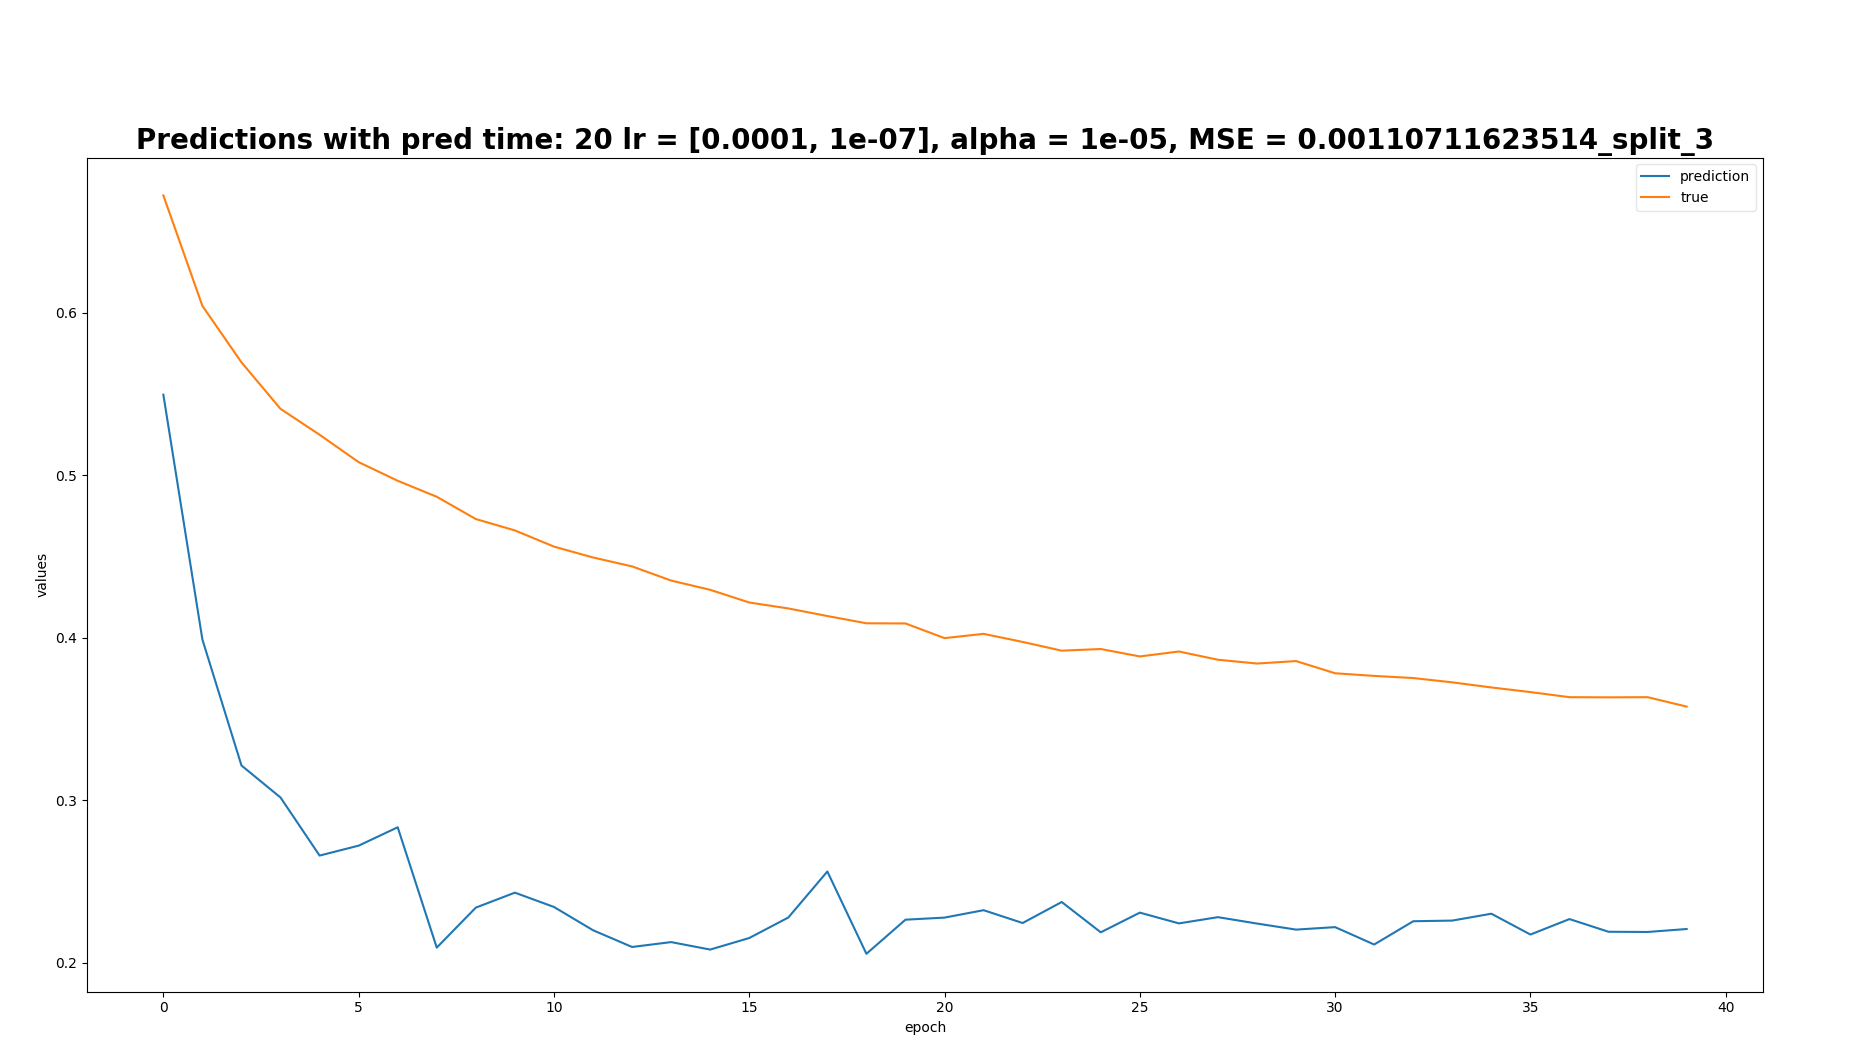 Predictions with pred time: 20 lr = [0.0001, 1e-07], alpha = 1e-05, MSE = 0.00110711623514_split_3
prediction
true
values
0.6
0.5
0.4
0.3
0.2
0 5 10 15 20 25 30 35 40
epoch